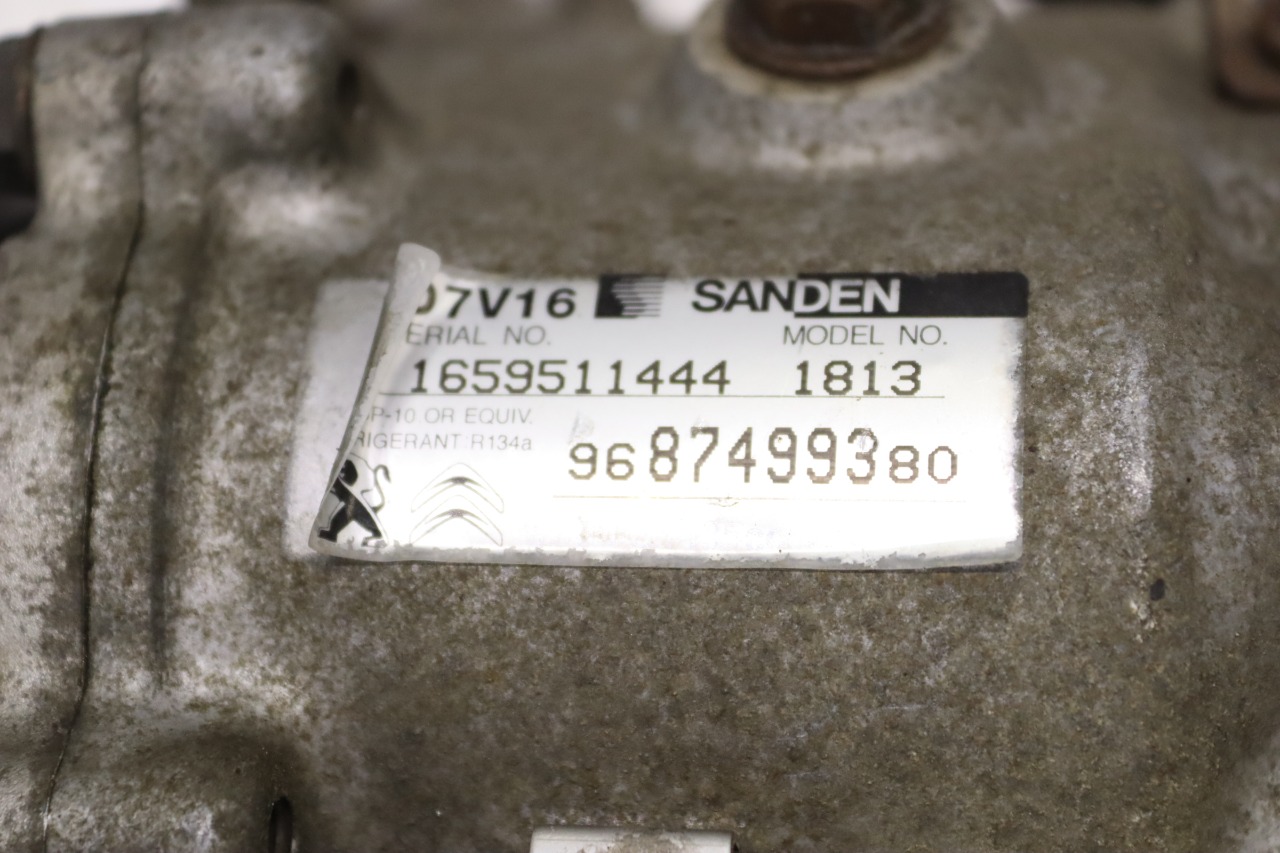 07V16 SANDEN
ERIAL NO. MODEL NO.
1659511444 1813
P-10 OR EQUIV.
RIGERANT R134a
9687499380